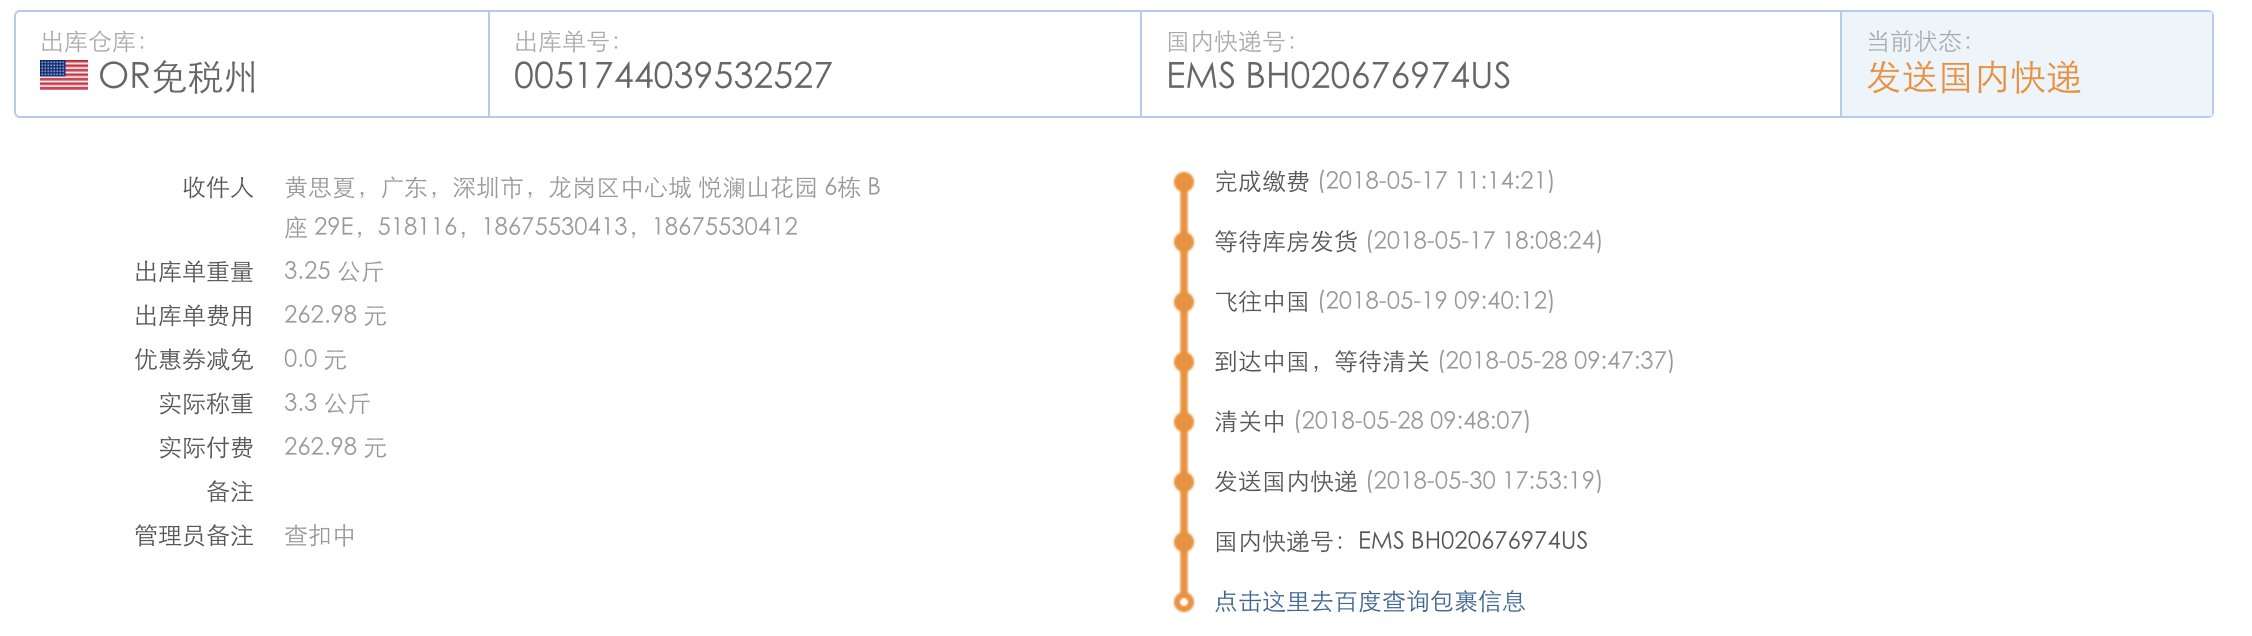 出库仓库：
OR免税州
出库单号：
0051744039532527
国内快递号：
EMS BH020676974US
当前状态：
发送国内快递
收件人 黄思夏，广东，深圳市，龙岗区中心城 悦澜山花园 6栋 B
座 29E，518116，18675530413，18675530412
出库单重量 3.25 公斤
出库单费用 262.98 元
优惠券减免 0.0 元
实际称重 3.3 公斤
实际付费 262.98 元
备注
管理员备注 查扣中
完成缴费 (2018-05-17 11:14:21)
等待库房发货 (2018-05-17 18:08:24)
飞往中国 (2018-05-19 09:40:12)
到达中国，等待清关 (2018-05-28 09:47:37)
清关中 (2018-05-28 09:48:07)
发送国内快递 (2018-05-30 17:53:19)
国内快递号：EMS BH020676974US
点击这里去百度查询包裹信息